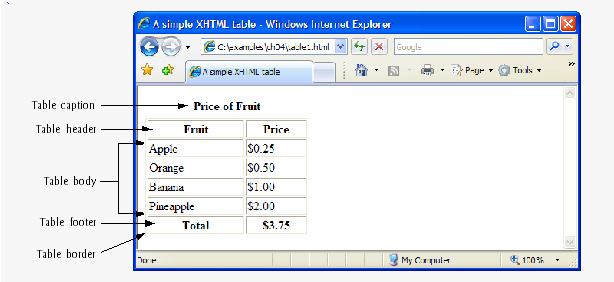 A simple XHTML table - Windows Internet Explorer
C:\examples\ch04\table1.html
Google
A simple XHTML table
Page
Tools
»
Table caption
Price of Fruit
Table header
Fruit Price
Apple $0.25
Orange $0.50
Table body
Banana $1.00
Pineapple $2.00
Table footer
Total $3.75
Table border
Done
My Computer
100%